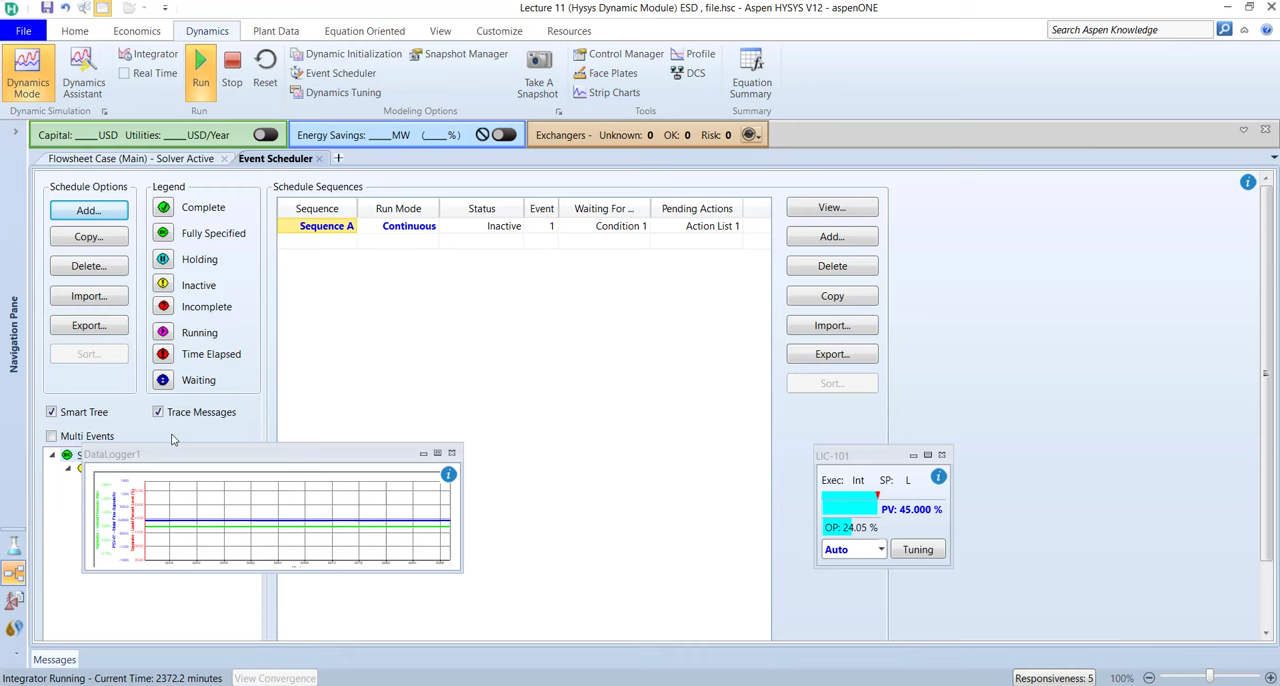 Lecture 11 (Hysys Dynamic Module) ESD , file.hsc - Aspen HYSYS V12 - aspenONE
File Home Economics Dynamics Plant Data Equation Oriented View Customize Resources Search Aspen Knowledge
Dynamics Mode
Dynamics Assistant
Integrator
Real Time
Run
Stop
Reset
Dynamic Initialization
Snapshot Manager
Event Scheduler
Dynamics Tuning
Take A Snapshot
Control Manager
Profile
Face Plates
DCS
Strip Charts
Equation Summary
Dynamic Simulation Run Modeling Options Tools Summary
Capital: ____USD Utilities: ____USD/Year
Energy Savings: ____MW (____%)
Exchangers - Unknown: 0 OK: 0 Risk: 0
Flowsheet Case (Main) - Solver Active Event Scheduler
Navigation Pane
Schedule Options
Add...
Copy...
Delete...
Import...
Export...
Sort...
Legend
Complete
Fully Specified
Holding
Inactive
Incomplete
Running
Time Elapsed
Waiting
Smart Tree
Trace Messages
Multi Events
Schedule Sequences
Sequence Run Mode Status Event Waiting For ... Pending Actions
Sequence A Continuous Inactive 1 Condition 1 Action List 1
View...
Add...
Delete
Copy
Import...
Export...
Sort...
DataLogger1
LIC-101
Exec: Int SP: L
PV: 45.000 %
OP: 24.05 %
Auto Tuning
Messages
Integrator Running - Current Time: 2372.2 minutes View Convergence Responsiveness: 5 100%